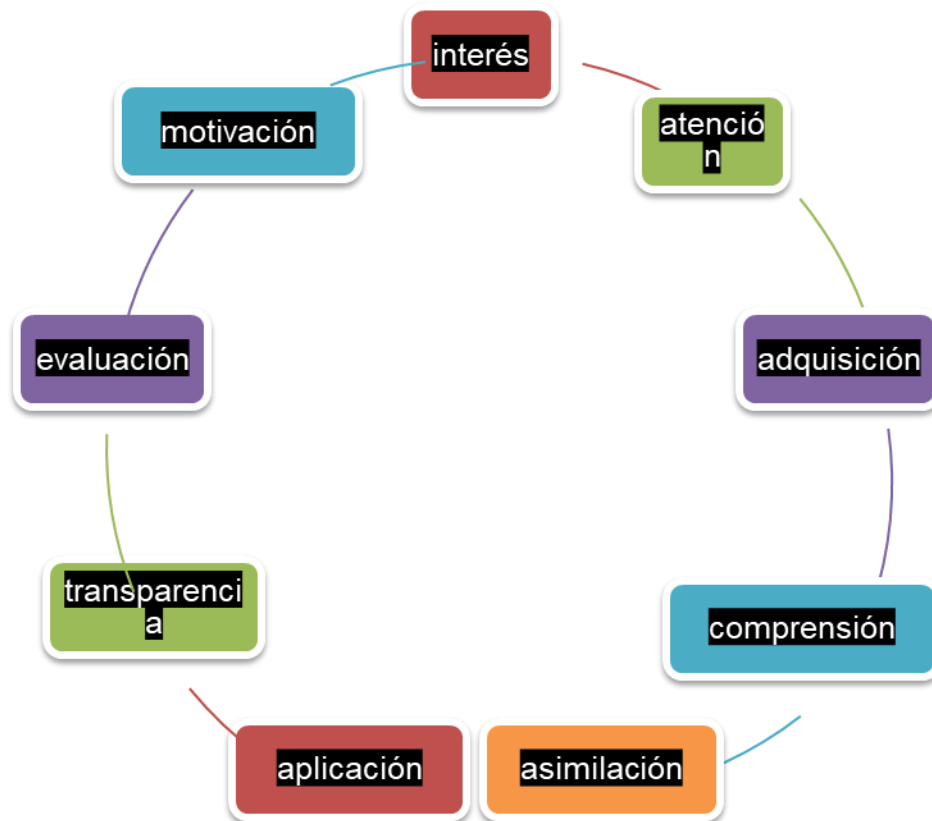 interés
atenció
n
adquisición
comprensión
asimilación
aplicación
transparenci
a
evaluación
motivación